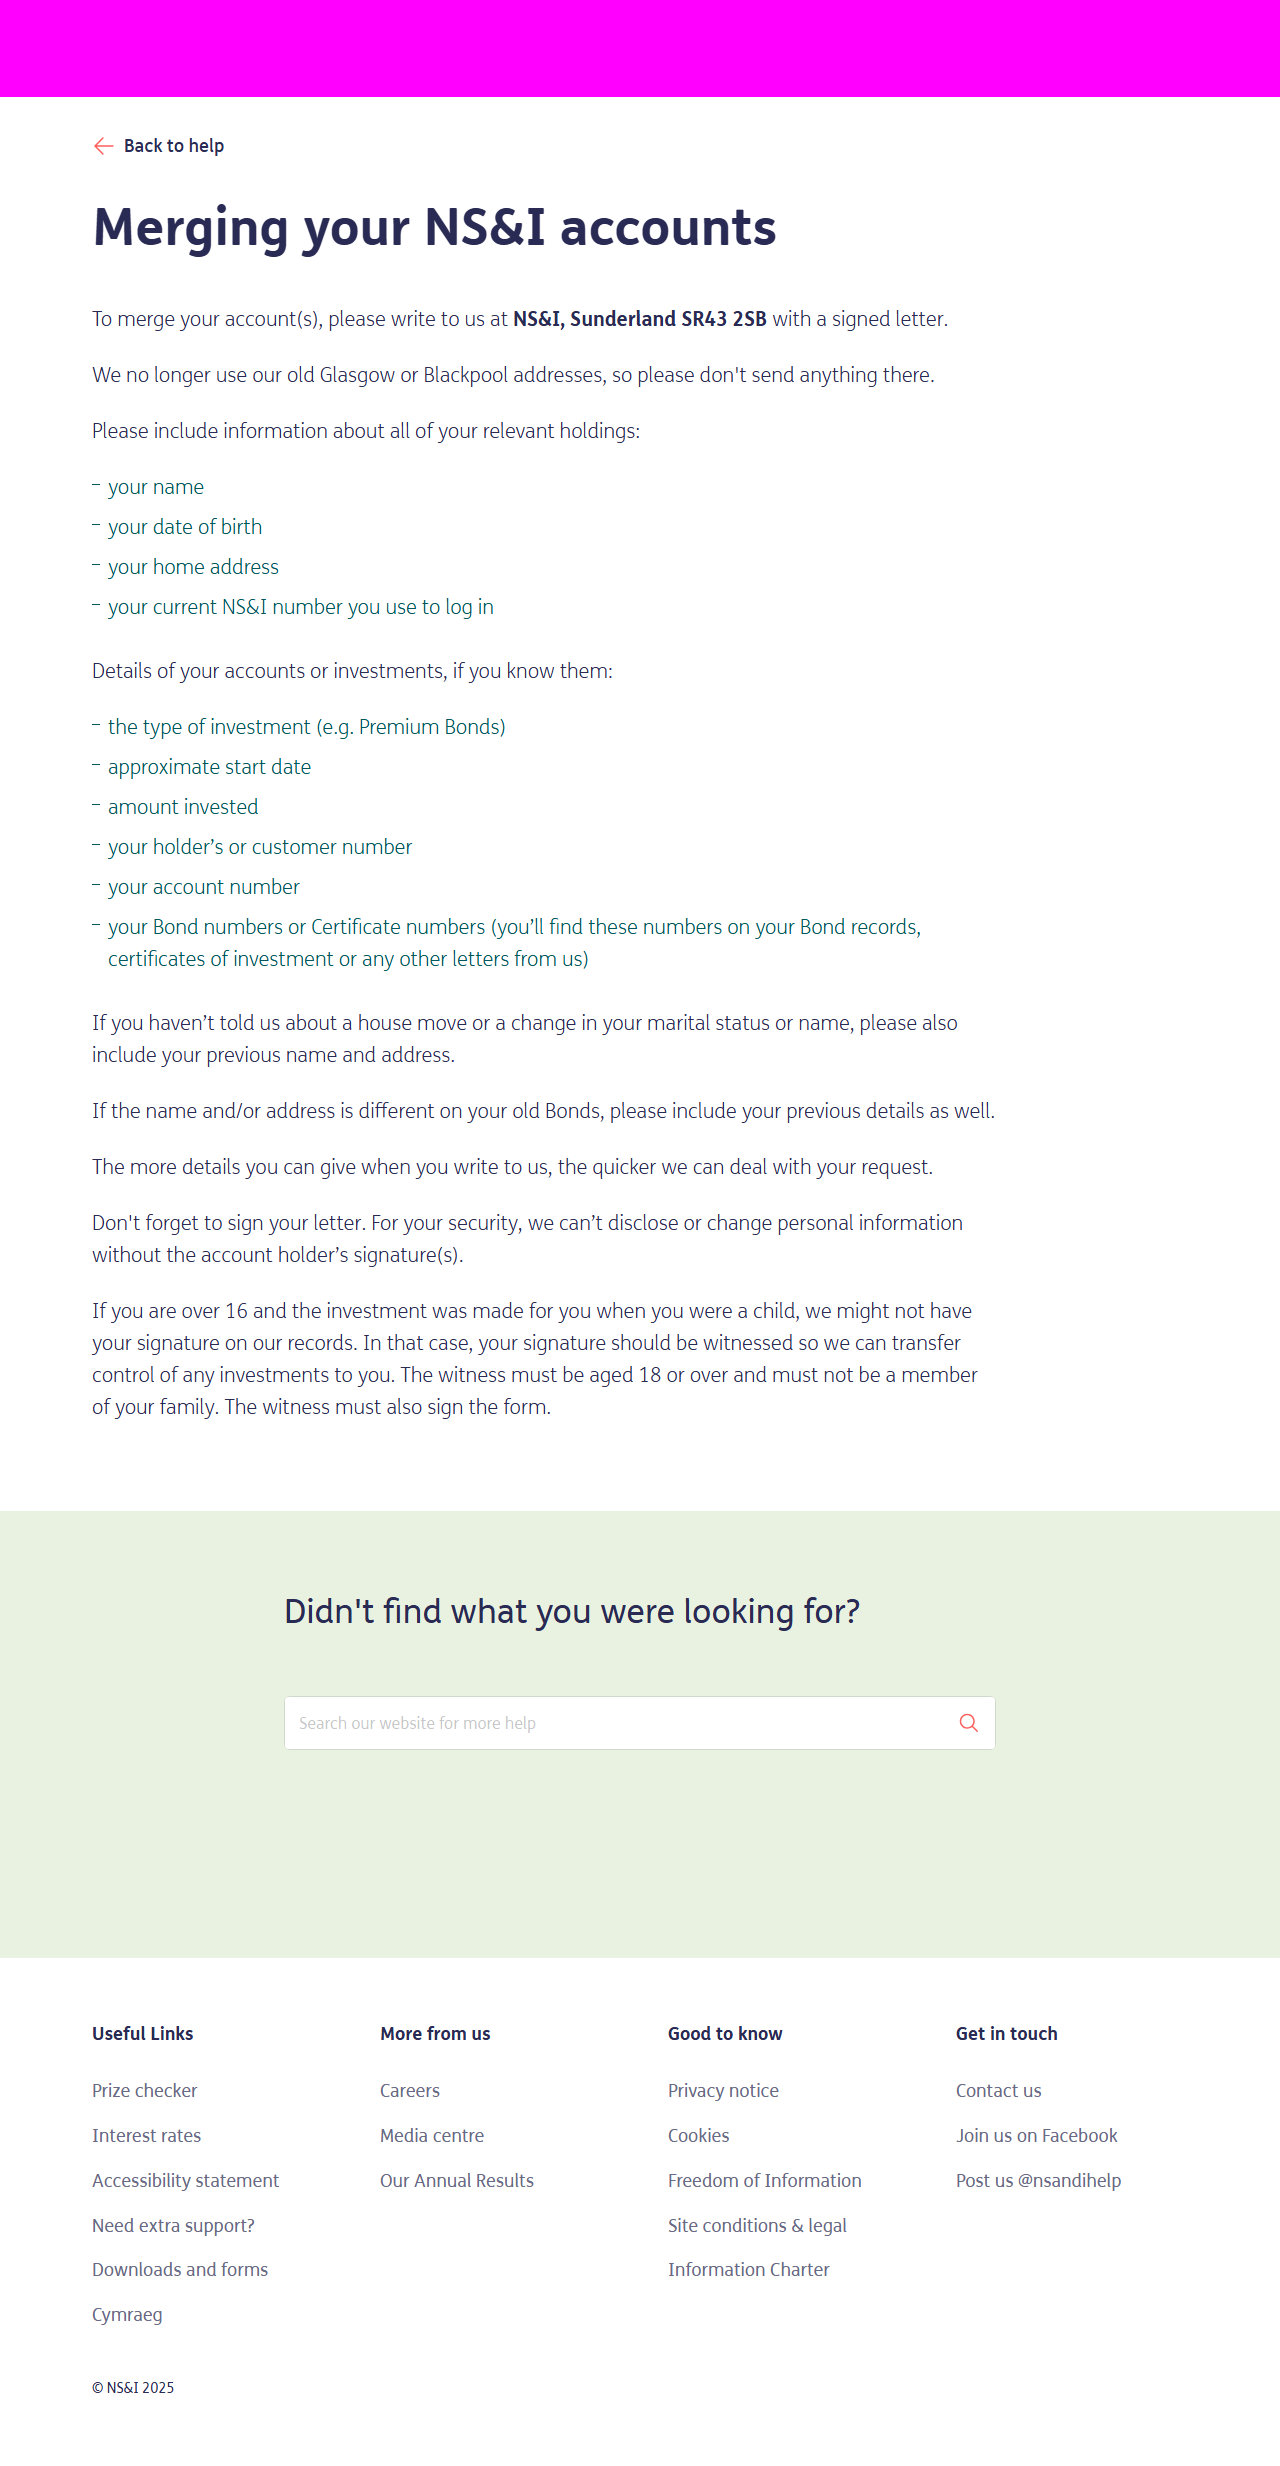 Back to help
Merging your NS&I accounts
To merge your account(s), please write to us at NS&I, Sunderland SR43 2SB with a signed letter.
We no longer use our old Glasgow or Blackpool addresses, so please don't send anything there.
Please include information about all of your relevant holdings:
– your name
– your date of birth
– your home address
– your current NS&I number you use to log in
Details of your accounts or investments, if you know them:
– the type of investment (e.g. Premium Bonds)
– approximate start date
– amount invested
– your holder’s or customer number
– your account number
– your Bond numbers or Certificate numbers (you’ll find these numbers on your Bond records,
certificates of investment or any other letters from us)
If you haven’t told us about a house move or a change in your marital status or name, please also
include your previous name and address.
If the name and/or address is different on your old Bonds, please include your previous details as well.
The more details you can give when you write to us, the quicker we can deal with your request.
Don't forget to sign your letter. For your security, we can’t disclose or change personal information
without the account holder’s signature(s).
If you are over 16 and the investment was made for you when you were a child, we might not have
your signature on our records. In that case, your signature should be witnessed so we can transfer
control of any investments to you. The witness must be aged 18 or over and must not be a member
of your family. The witness must also sign the form.
Didn't find what you were looking for?
Search our website for more help
Useful Links
Prize checker
Interest rates
Accessibility statement
Need extra support?
Downloads and forms
Cymraeg
More from us
Careers
Media centre
Our Annual Results
Good to know
Privacy notice
Cookies
Freedom of Information
Site conditions & legal
Information Charter
Get in touch
Contact us
Join us on Facebook
Post us @nsandihelp
© NS&I 2025